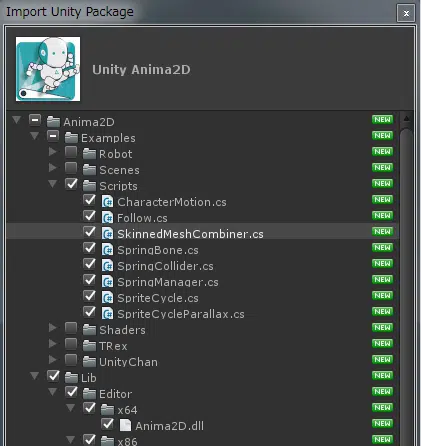 Import Unity Package
x
Unity Anima2D
Anima2D NEW
Examples NEW
Robot NEW
Scenes NEW
Scripts NEW
CharacterMotion.cs NEW
Follow.cs NEW
SkinnedMeshCombiner.cs NEW
SpringBone.cs NEW
SpringCollider.cs NEW
SpringManager.cs NEW
SpriteCycle.cs NEW
SpriteCycleParallax.cs NEW
Shaders NEW
TRex NEW
UnityChan NEW
Lib NEW
Editor NEW
x64 NEW
Anima2D.dll NEW
x86 NEW